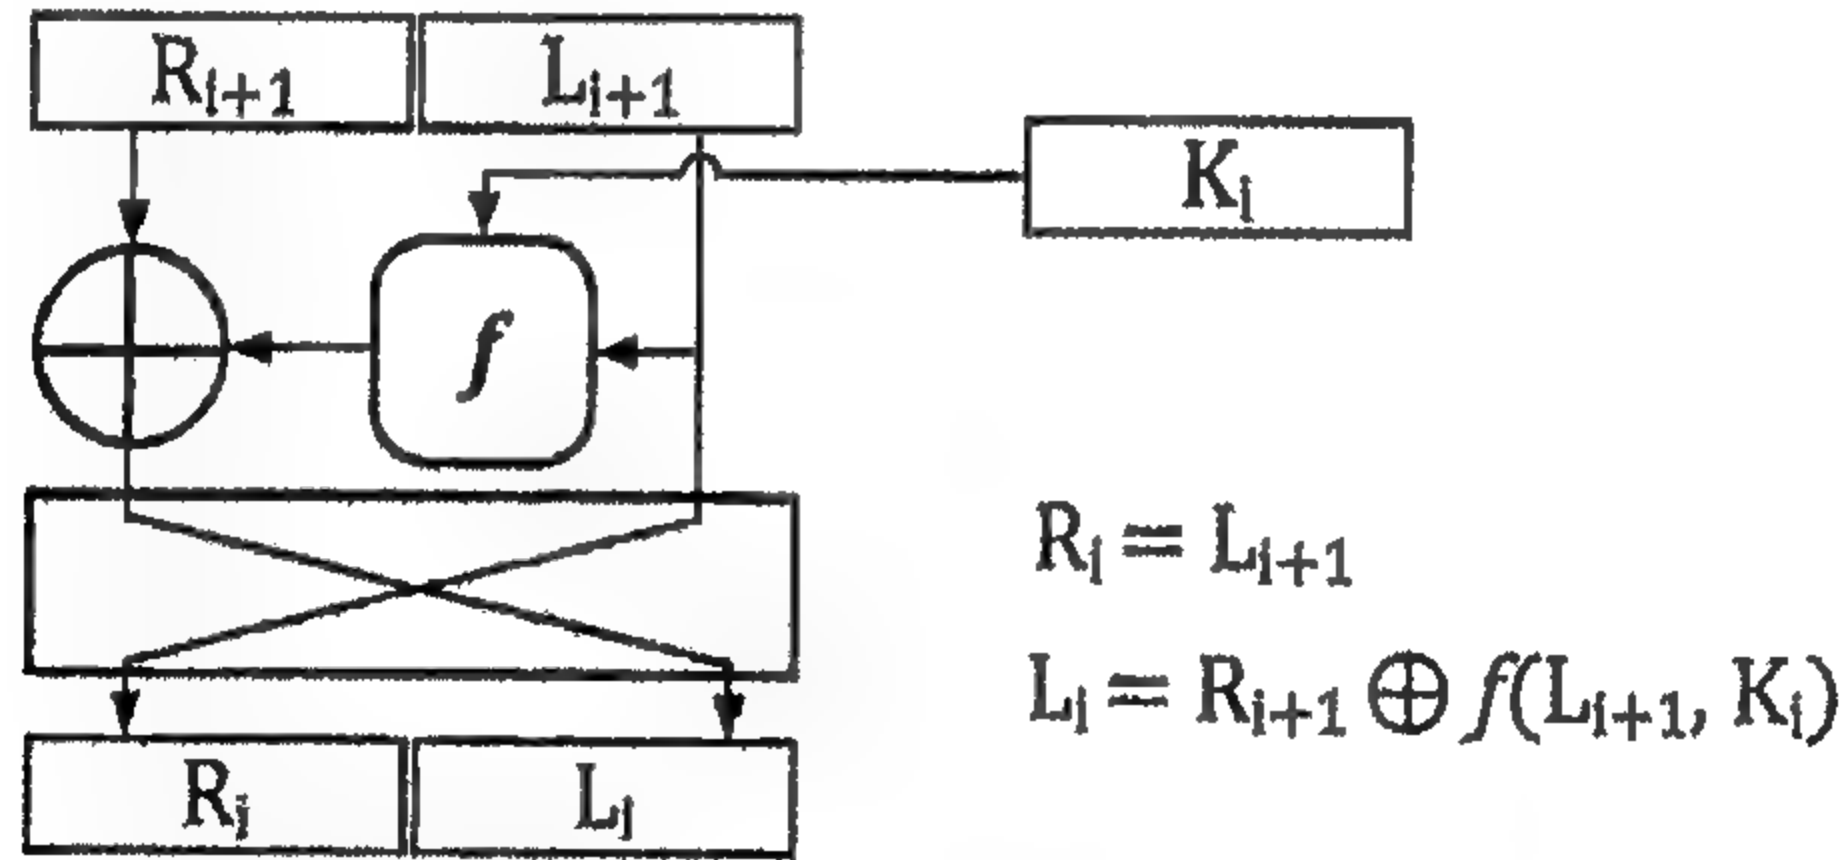 R_{i+1} L_{i+1}
K_i
f
R_i = L_{i+1}
L_i = R_{i+1} ⊕ f(L_{i+1}, K_i)
R_i L_i